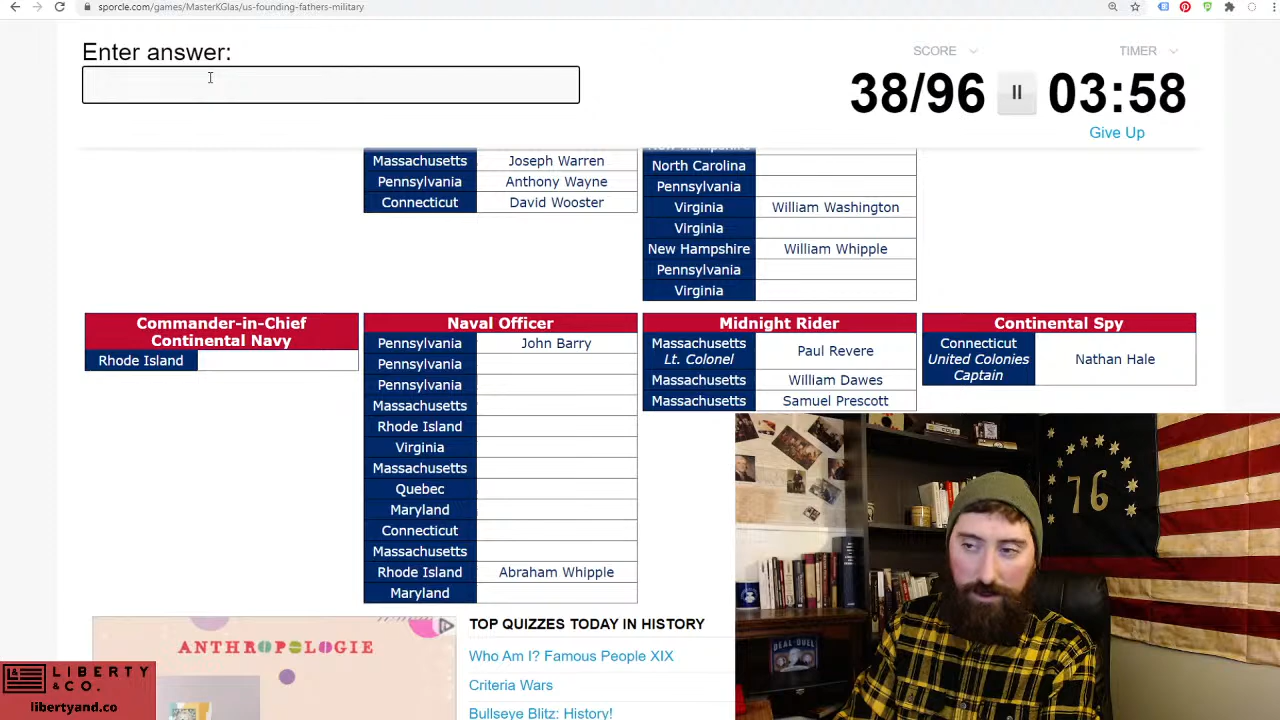 sporcle.com/games/MasterKGlas/us-founding-fathers-military
Enter answer:
SCORE
TIMER
38/96
03:58
Give Up
Massachusetts Joseph Warren
Pennsylvania Anthony Wayne
Connecticut David Wooster
New Hampshire
North Carolina
Pennsylvania
Virginia William Washington
Virginia
New Hampshire William Whipple
Pennsylvania
Virginia
Commander-in-Chief
Continental Navy
Rhode Island
Naval Officer
Pennsylvania John Barry
Pennsylvania
Pennsylvania
Massachusetts
Rhode Island
Virginia
Massachusetts
Quebec
Maryland
Connecticut
Massachusetts
Rhode Island Abraham Whipple
Maryland
Midnight Rider
Massachusetts
Lt. Colonel
Paul Revere
Massachusetts William Dawes
Massachusetts Samuel Prescott
Continental Spy
Connecticut
United Colonies
Captain
Nathan Hale
76
DEAL·DUEL
ANTHROPOLOGIE
TOP QUIZZES TODAY IN HISTORY
Who Am I? Famous People XIX
Criteria Wars
Bullseye Blitz: History!
LIBERTY
& CO.
libertyand.co